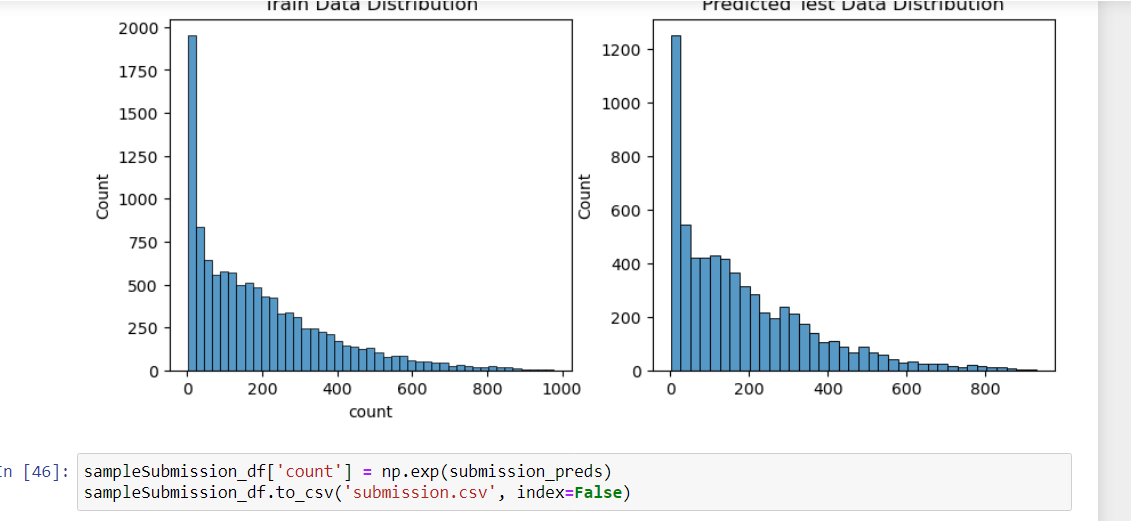 Train Data Distribution
Predicted Test Data Distribution
2000
1750
1500
1250
1000
750
500
250
0
Count
0 200 400 600 800 1000
count
1200
1000
800
600
400
200
0
Count
0 200 400 600 800
In [46]:
sampleSubmission_df['count'] = np.exp(submission_preds)
sampleSubmission_df.to_csv('submission.csv', index=False)